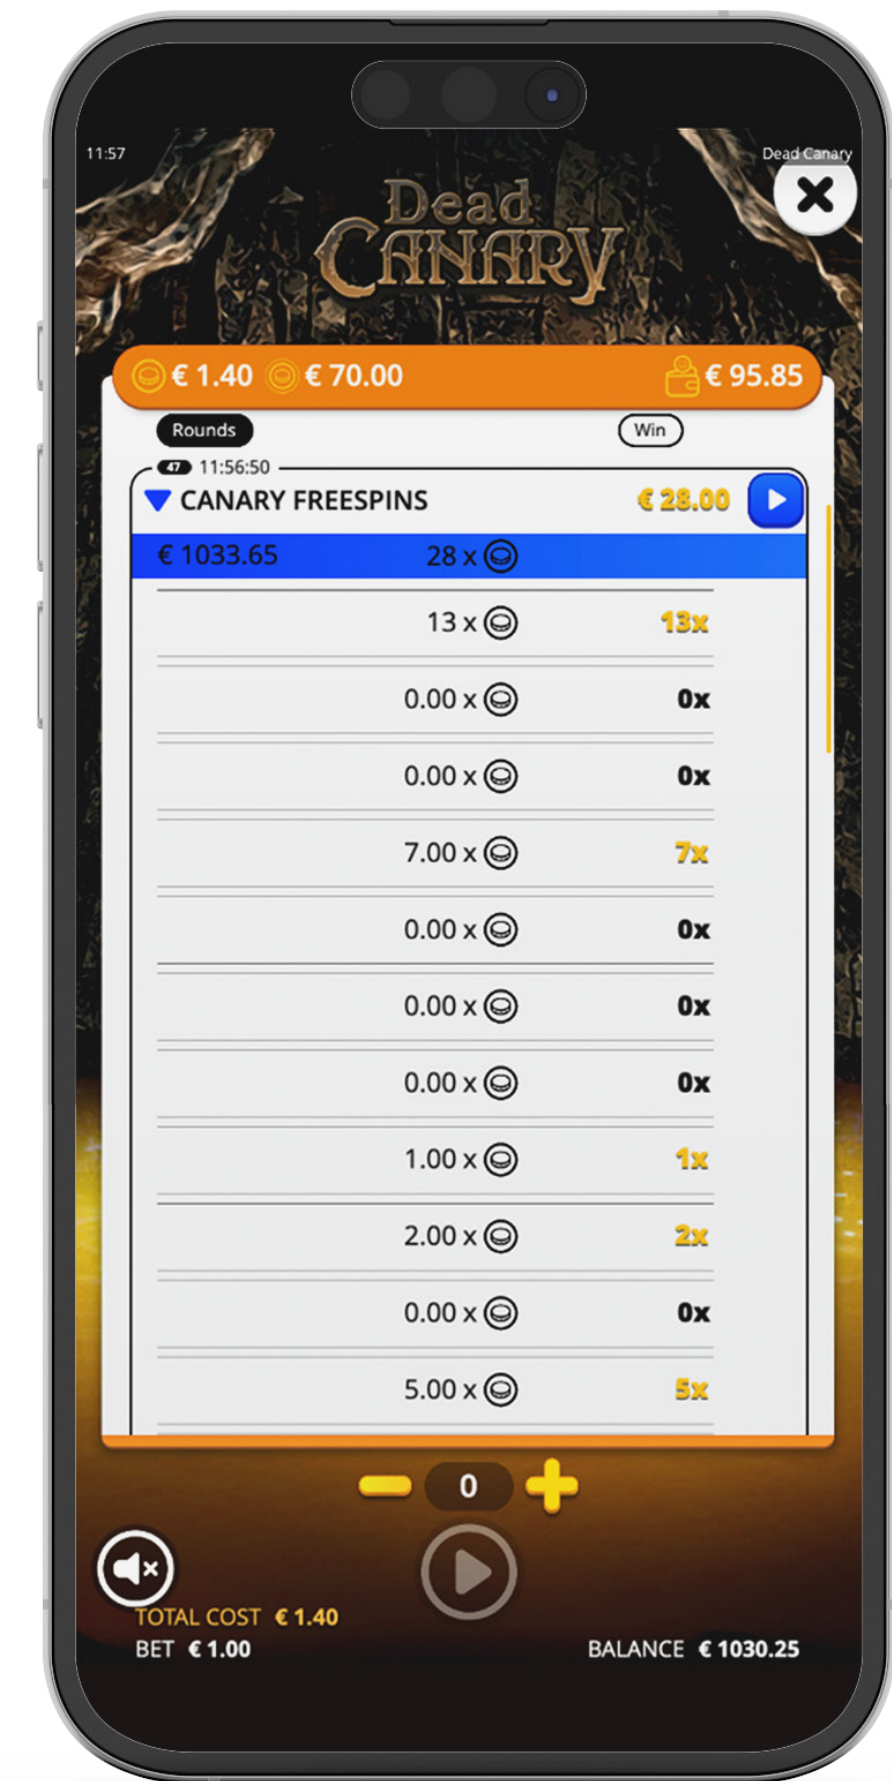 11:57 Dead Canary
Dead
CANARY
€ 1.40 € 70.00 € 95.85
Rounds Win
47 11:56:50
CANARY FREESPINS € 28.00
€ 1033.65 28 x
13 x 13x
0.00 x 0x
0.00 x 0x
7.00 x 7x
0.00 x 0x
0.00 x 0x
0.00 x 0x
1.00 x 1x
2.00 x 2x
0.00 x 0x
5.00 x 5x
0
TOTAL COST € 1.40
BET € 1.00 BALANCE € 1030.25